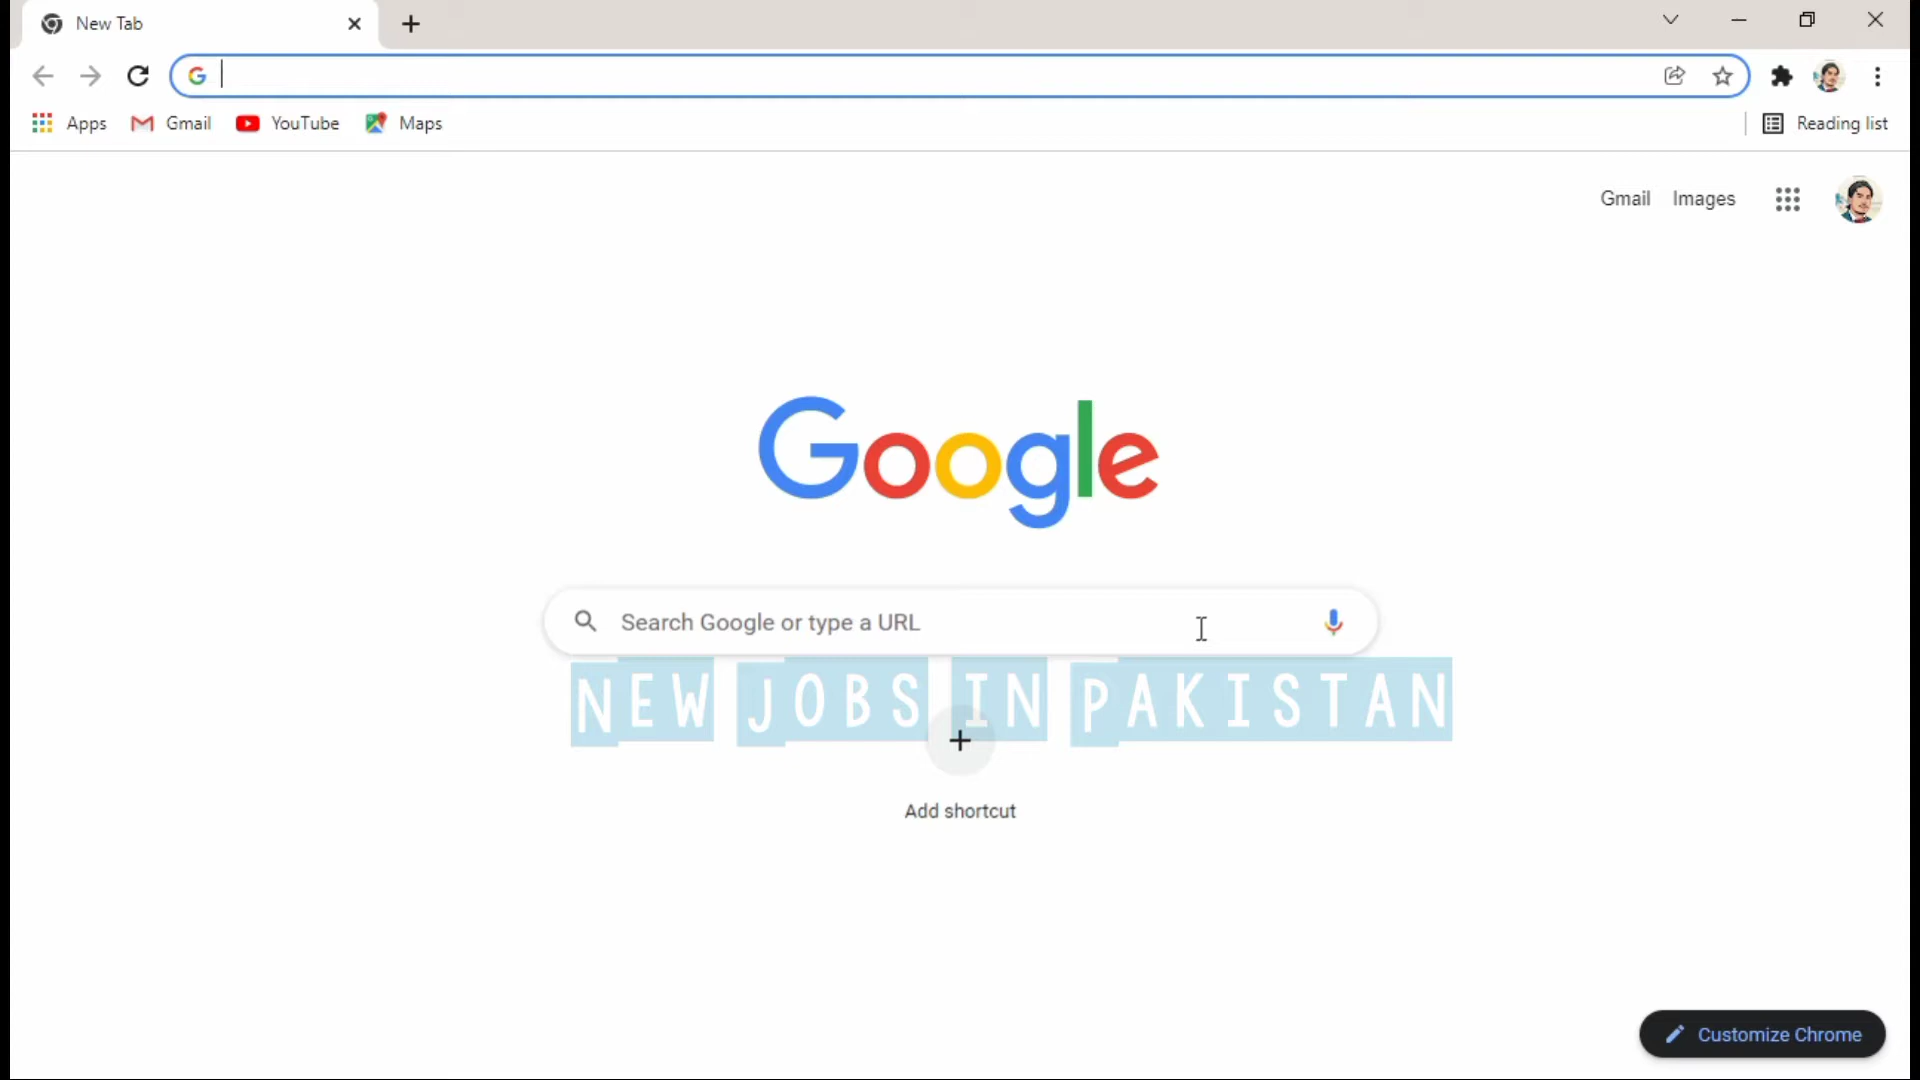 New Tab
Apps Gmail YouTube Maps Reading list
Gmail Images
Google
Search Google or type a URL
NEW JOBS IN PAKISTAN
Add shortcut
Customize Chrome